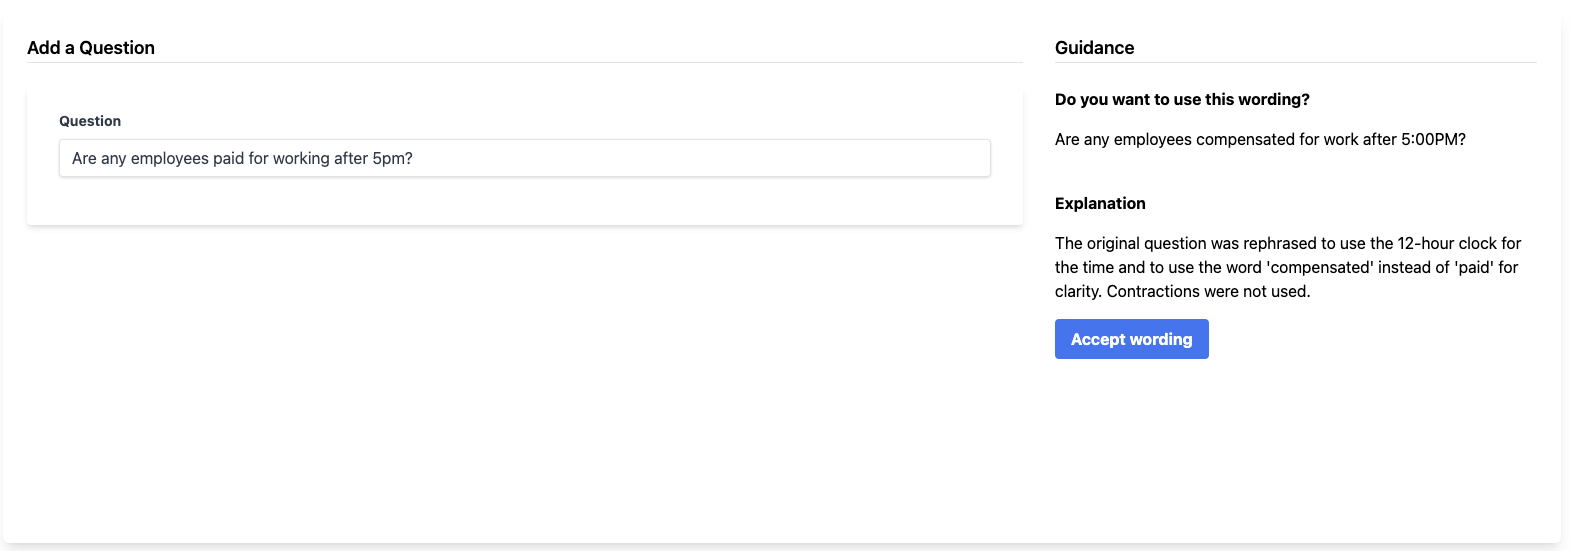 Add a Question
Question
Are any employees paid for working after 5pm?
Guidance
Do you want to use this wording?
Are any employees compensated for work after 5:00PM?
Explanation
The original question was rephrased to use the 12-hour clock for
the time and to use the word 'compensated' instead of 'paid' for
clarity. Contractions were not used.
Accept wording